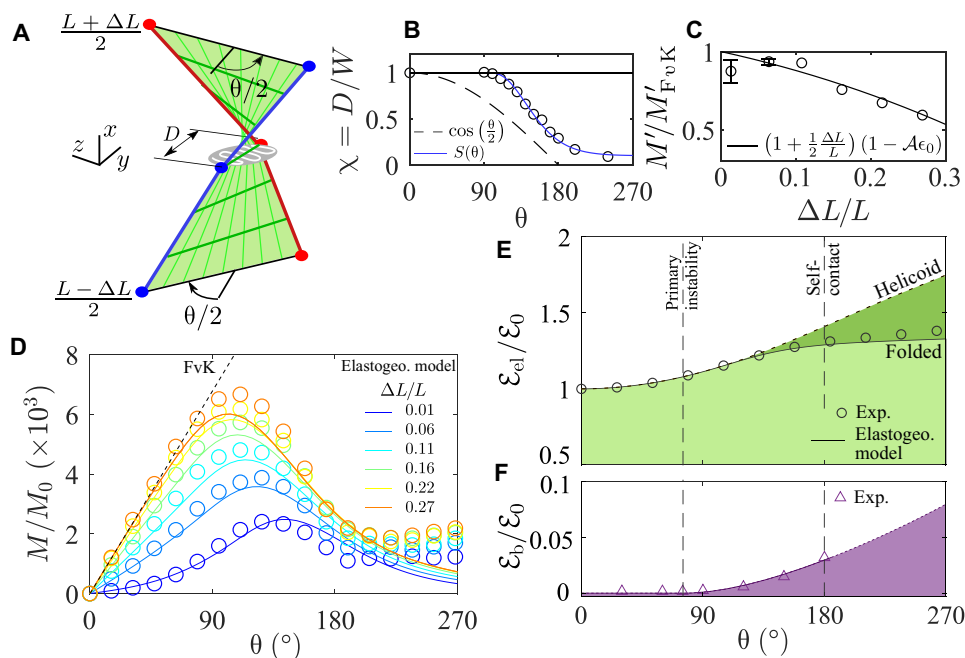 A
L + ΔL
2
θ/2
D
x
z
y
L − ΔL
2
θ/2
B
χ = D/W
1
0.5
0
cos(θ/2)
S(θ)
0 90 180 270
θ
C
M′/M′FvK
1
0.5
(1 + 1/2 ΔL/L) (1 − 𝒜ϵ₀)
0 0.1 0.2 0.3
ΔL/L
D
M/M₀ (×10³)
8
6
4
2
0
FvK
Elastogeo. model
ΔL/L
0.01
0.06
0.11
0.16
0.22
0.27
0 90 180 270
θ (°)
E
ℰel/ℰ0
2
1.5
1
0.5
Primary
instability
Self-
contact
Helicoid
Folded
Exp.
Elastogeo.
model
F
ℰb/ℰ0
0.1
0.05
0
Exp.
0 90 180 270
θ (°)